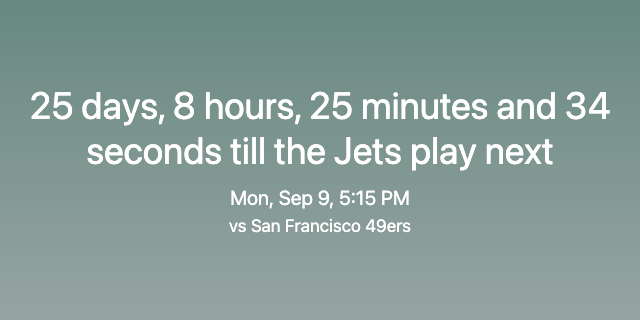 25 days, 8 hours, 25 minutes and 34
seconds till the Jets play next
Mon, Sep 9, 5:15 PM
vs San Francisco 49ers